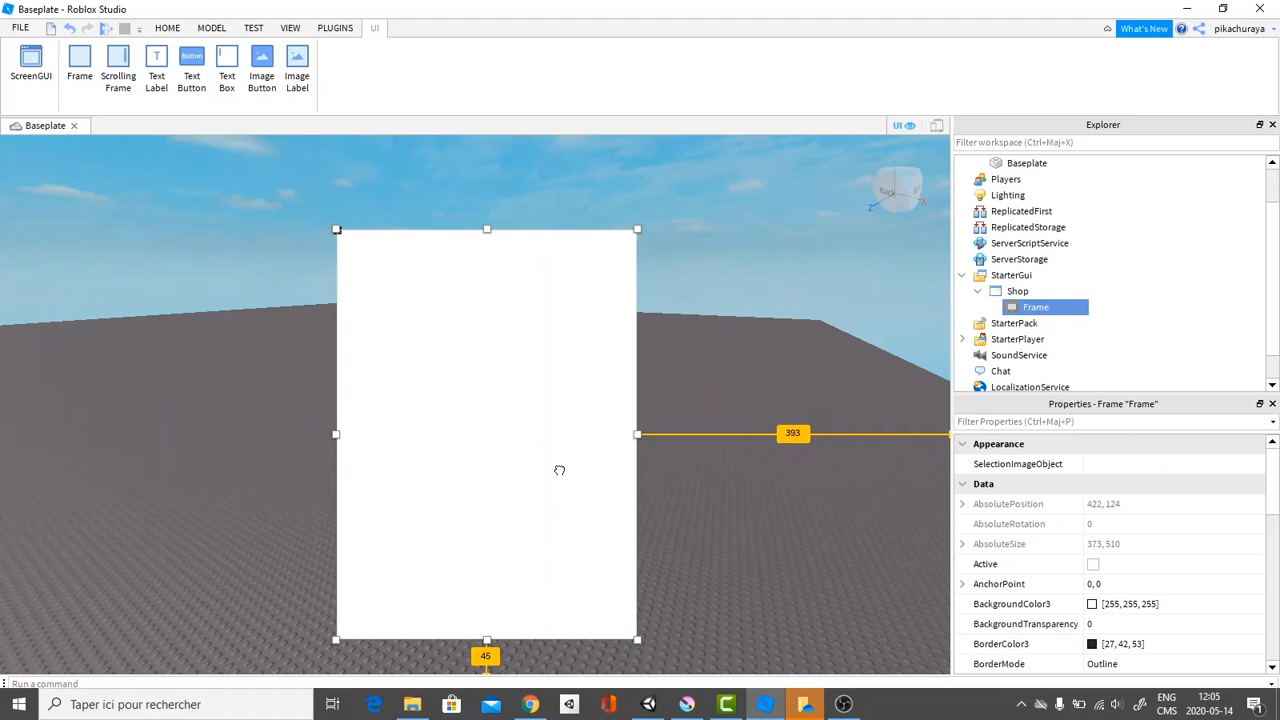 Baseplate - Roblox Studio
FILE HOME MODEL TEST VIEW PLUGINS UI What's New pikachuraya
ScreenGUI Frame Scrolling Frame Text Label Text Button Text Box Image Button Image Label
T Button
Baseplate UI Explorer
Filter workspace (Ctrl+Maj+X)
Baseplate
Players
Lighting
ReplicatedFirst
ReplicatedStorage
ServerScriptService
ServerStorage
StarterGui
Shop
Frame
StarterPack
StarterPlayer
SoundService
Chat
LocalizationService
back
Z X
393
45
Properties - Frame "Frame"
Filter Properties (Ctrl+Maj+P)
Appearance
SelectionImageObject
Data
AbsolutePosition 422, 124
AbsoluteRotation 0
AbsoluteSize 373, 510
Active
AnchorPoint 0, 0
BackgroundColor3 [255, 255, 255]
BackgroundTransparency 0
BorderColor3 [27, 42, 53]
BorderMode Outline
Run a command
Taper ici pour rechercher
ENG
CMS
12:05
2020-05-14